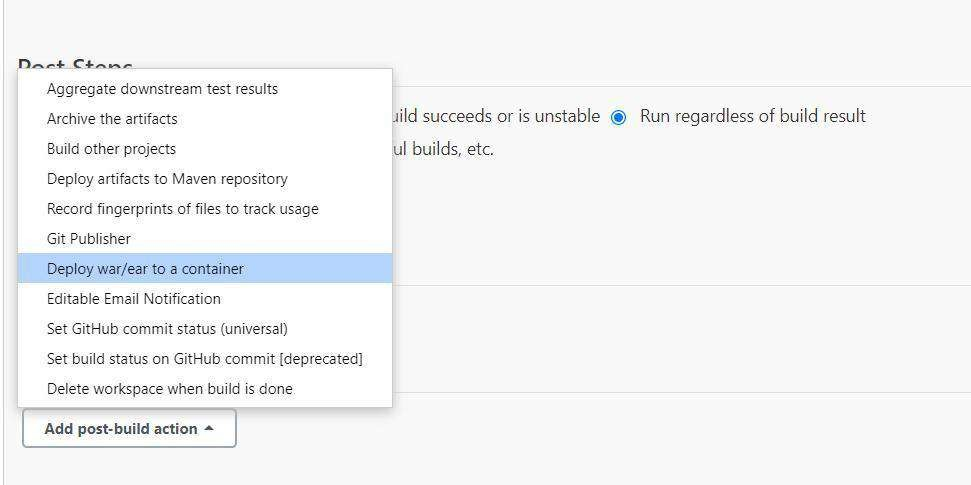 Post Steps
Aggregate downstream test results
uild succeeds or is unstable Run regardless of build result
Archive the artifacts
ul builds, etc.
Build other projects
Deploy artifacts to Maven repository
Record fingerprints of files to track usage
Git Publisher
Deploy war/ear to a container
Editable Email Notification
Set GitHub commit status (universal)
Set build status on GitHub commit [deprecated]
Delete workspace when build is done
Add post-build action